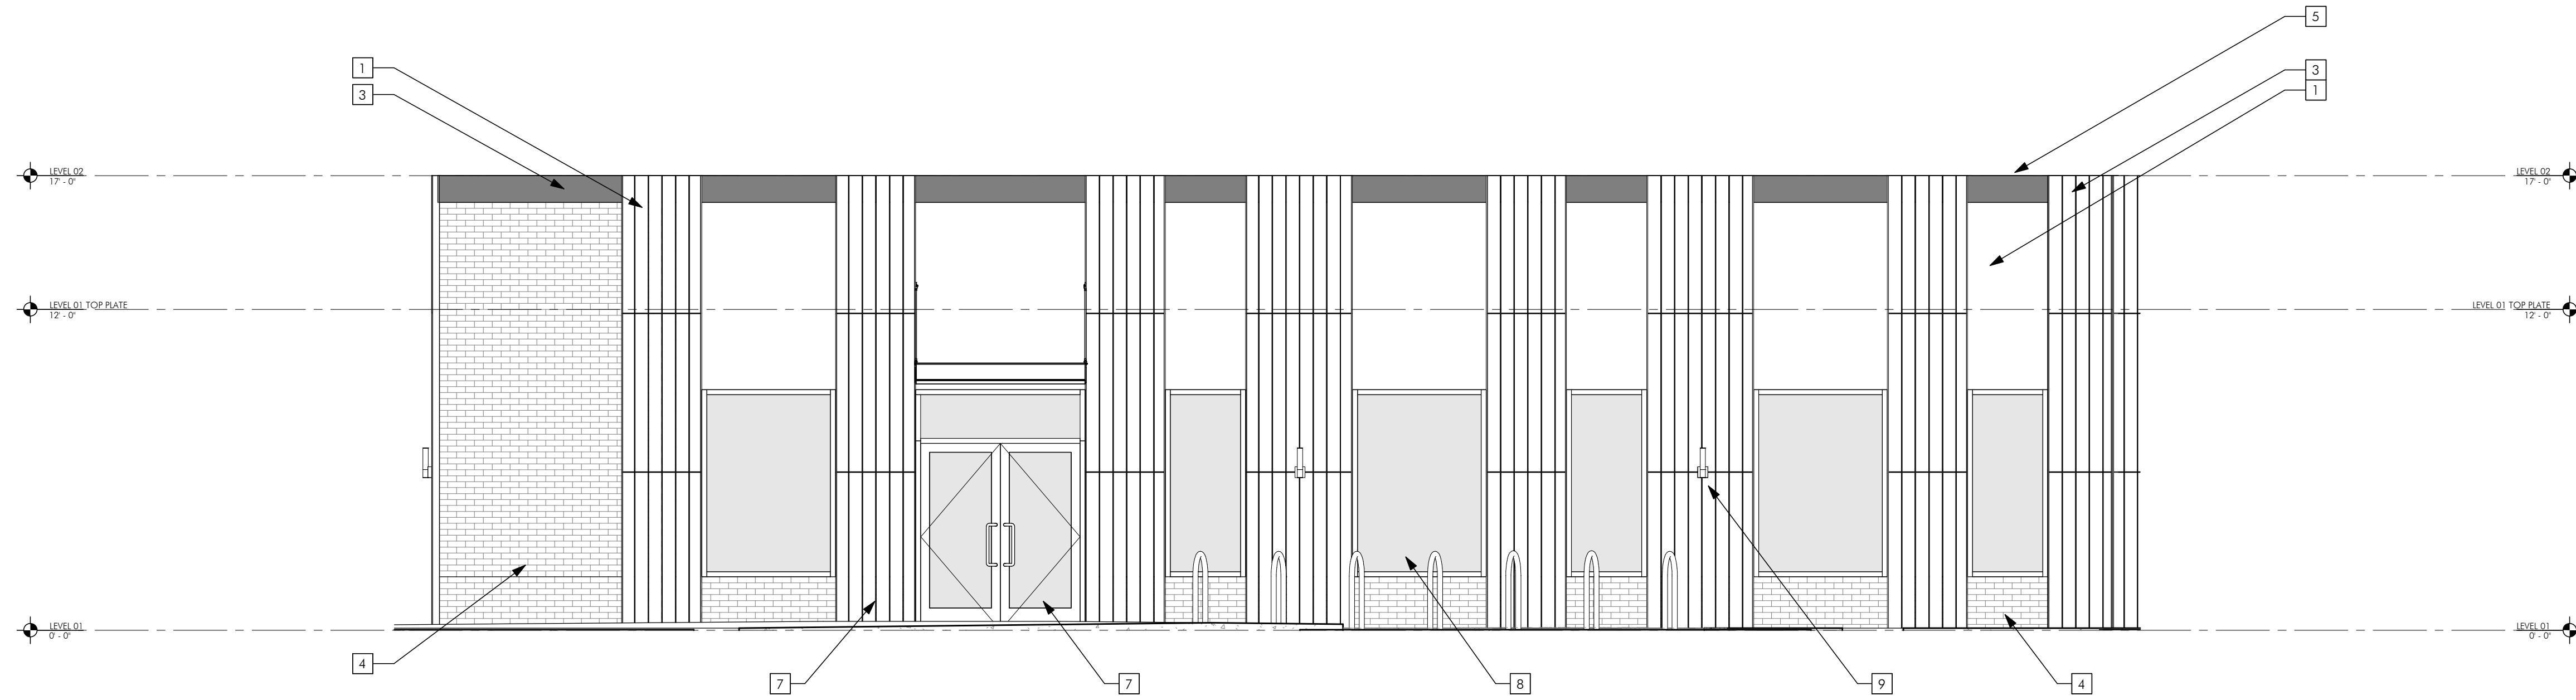 5
1
3
3
1
LEVEL 02
17' - 0"
LEVEL 02
17' - 0"
LEVEL 01 TOP PLATE
12' - 0"
LEVEL 01 TOP PLATE
12' - 0"
LEVEL 01
0' - 0"
LEVEL 01
0' - 0"
4
7
7
8
9
4